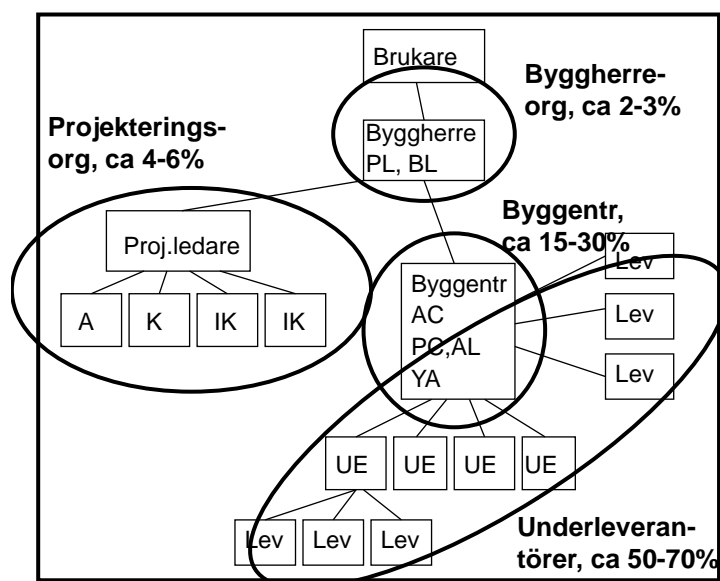 Brukare
Byggherre-
org, ca 2-3%
Projekterings-
org, ca 4-6%
Byggherre
PL, BL
Byggentr,
ca 15-30%
Proj.ledare
Lev
Byggentr
AC
PC,AL
YA
A K IK IK
Lev
Lev
UE UE UE UE
Lev Lev Lev
Underleveran-
törer, ca 50-70%